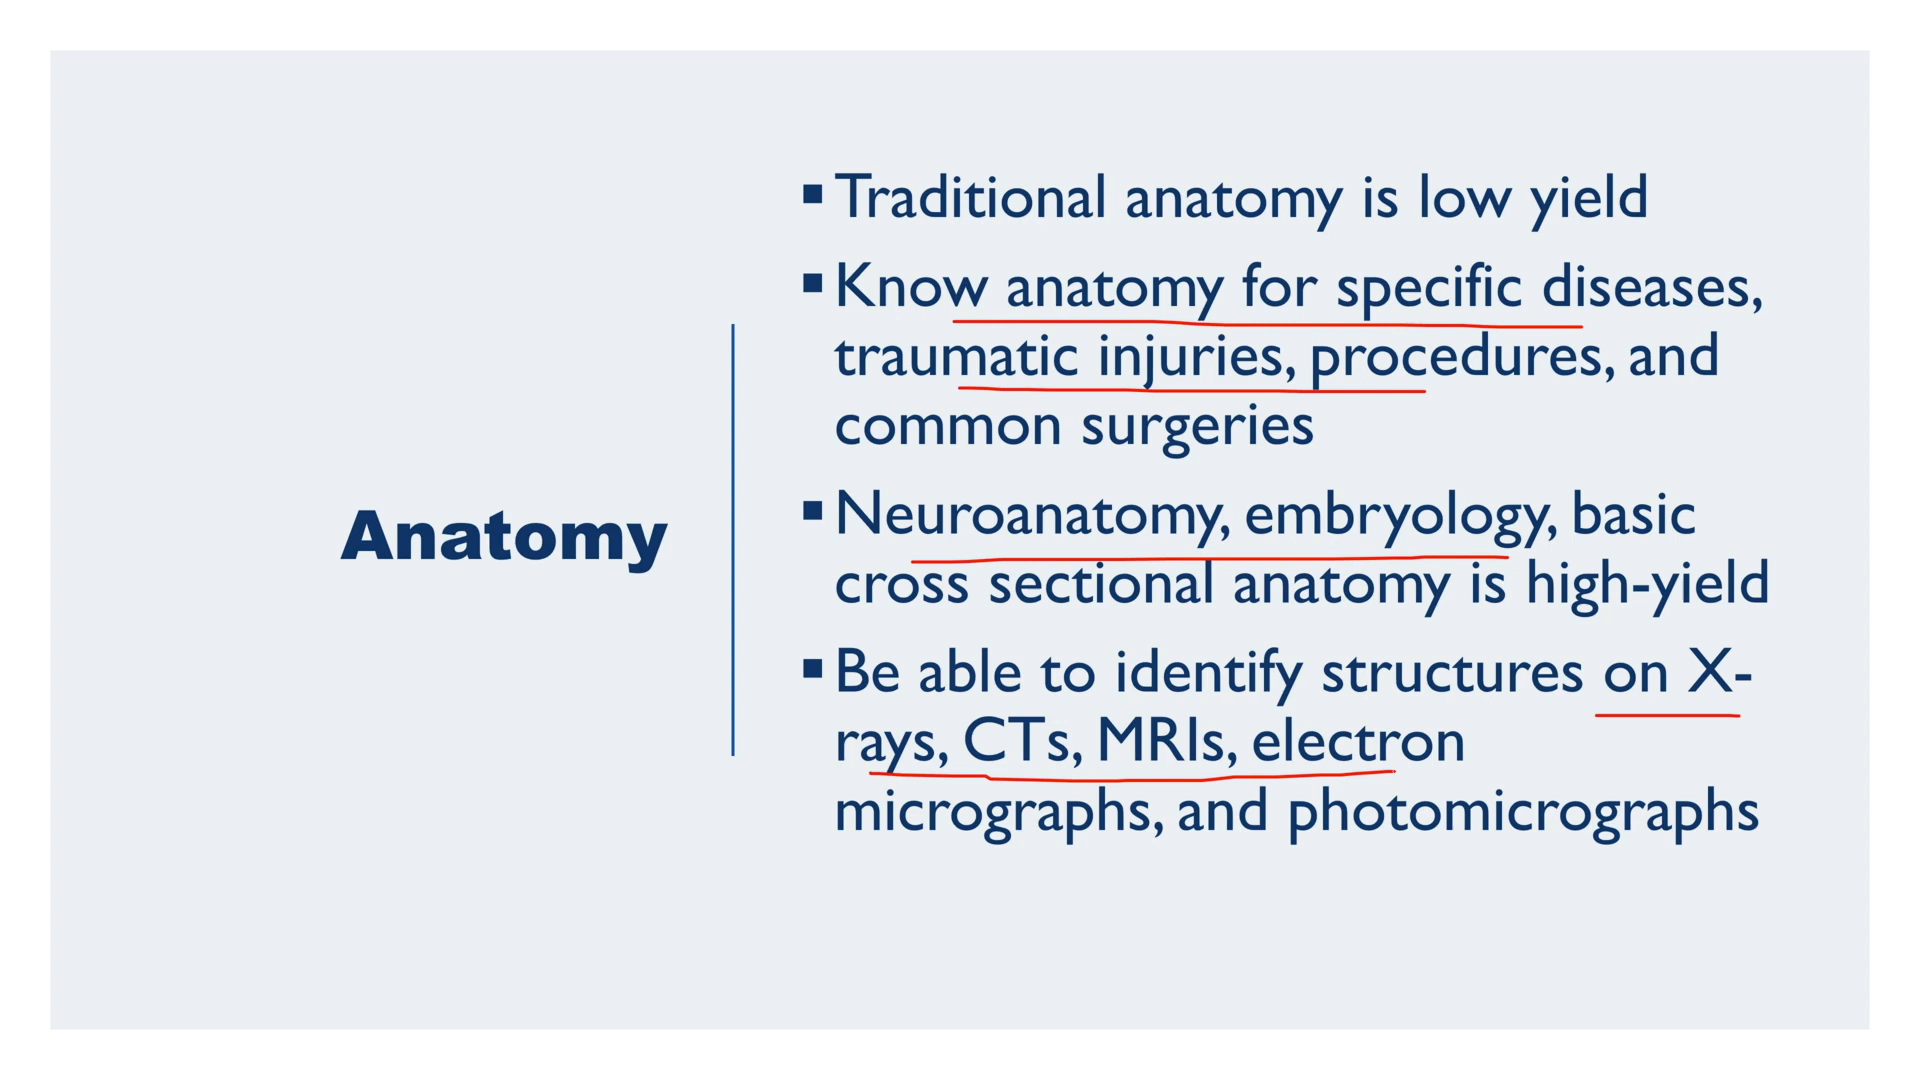 Anatomy
▪Traditional anatomy is low yield
▪Know anatomy for specific diseases,
traumatic injuries, procedures, and
common surgeries
▪Neuroanatomy, embryology, basic
cross sectional anatomy is high-yield
▪Be able to identify structures on X-
rays, CTs, MRIs, electron
micrographs, and photomicrographs